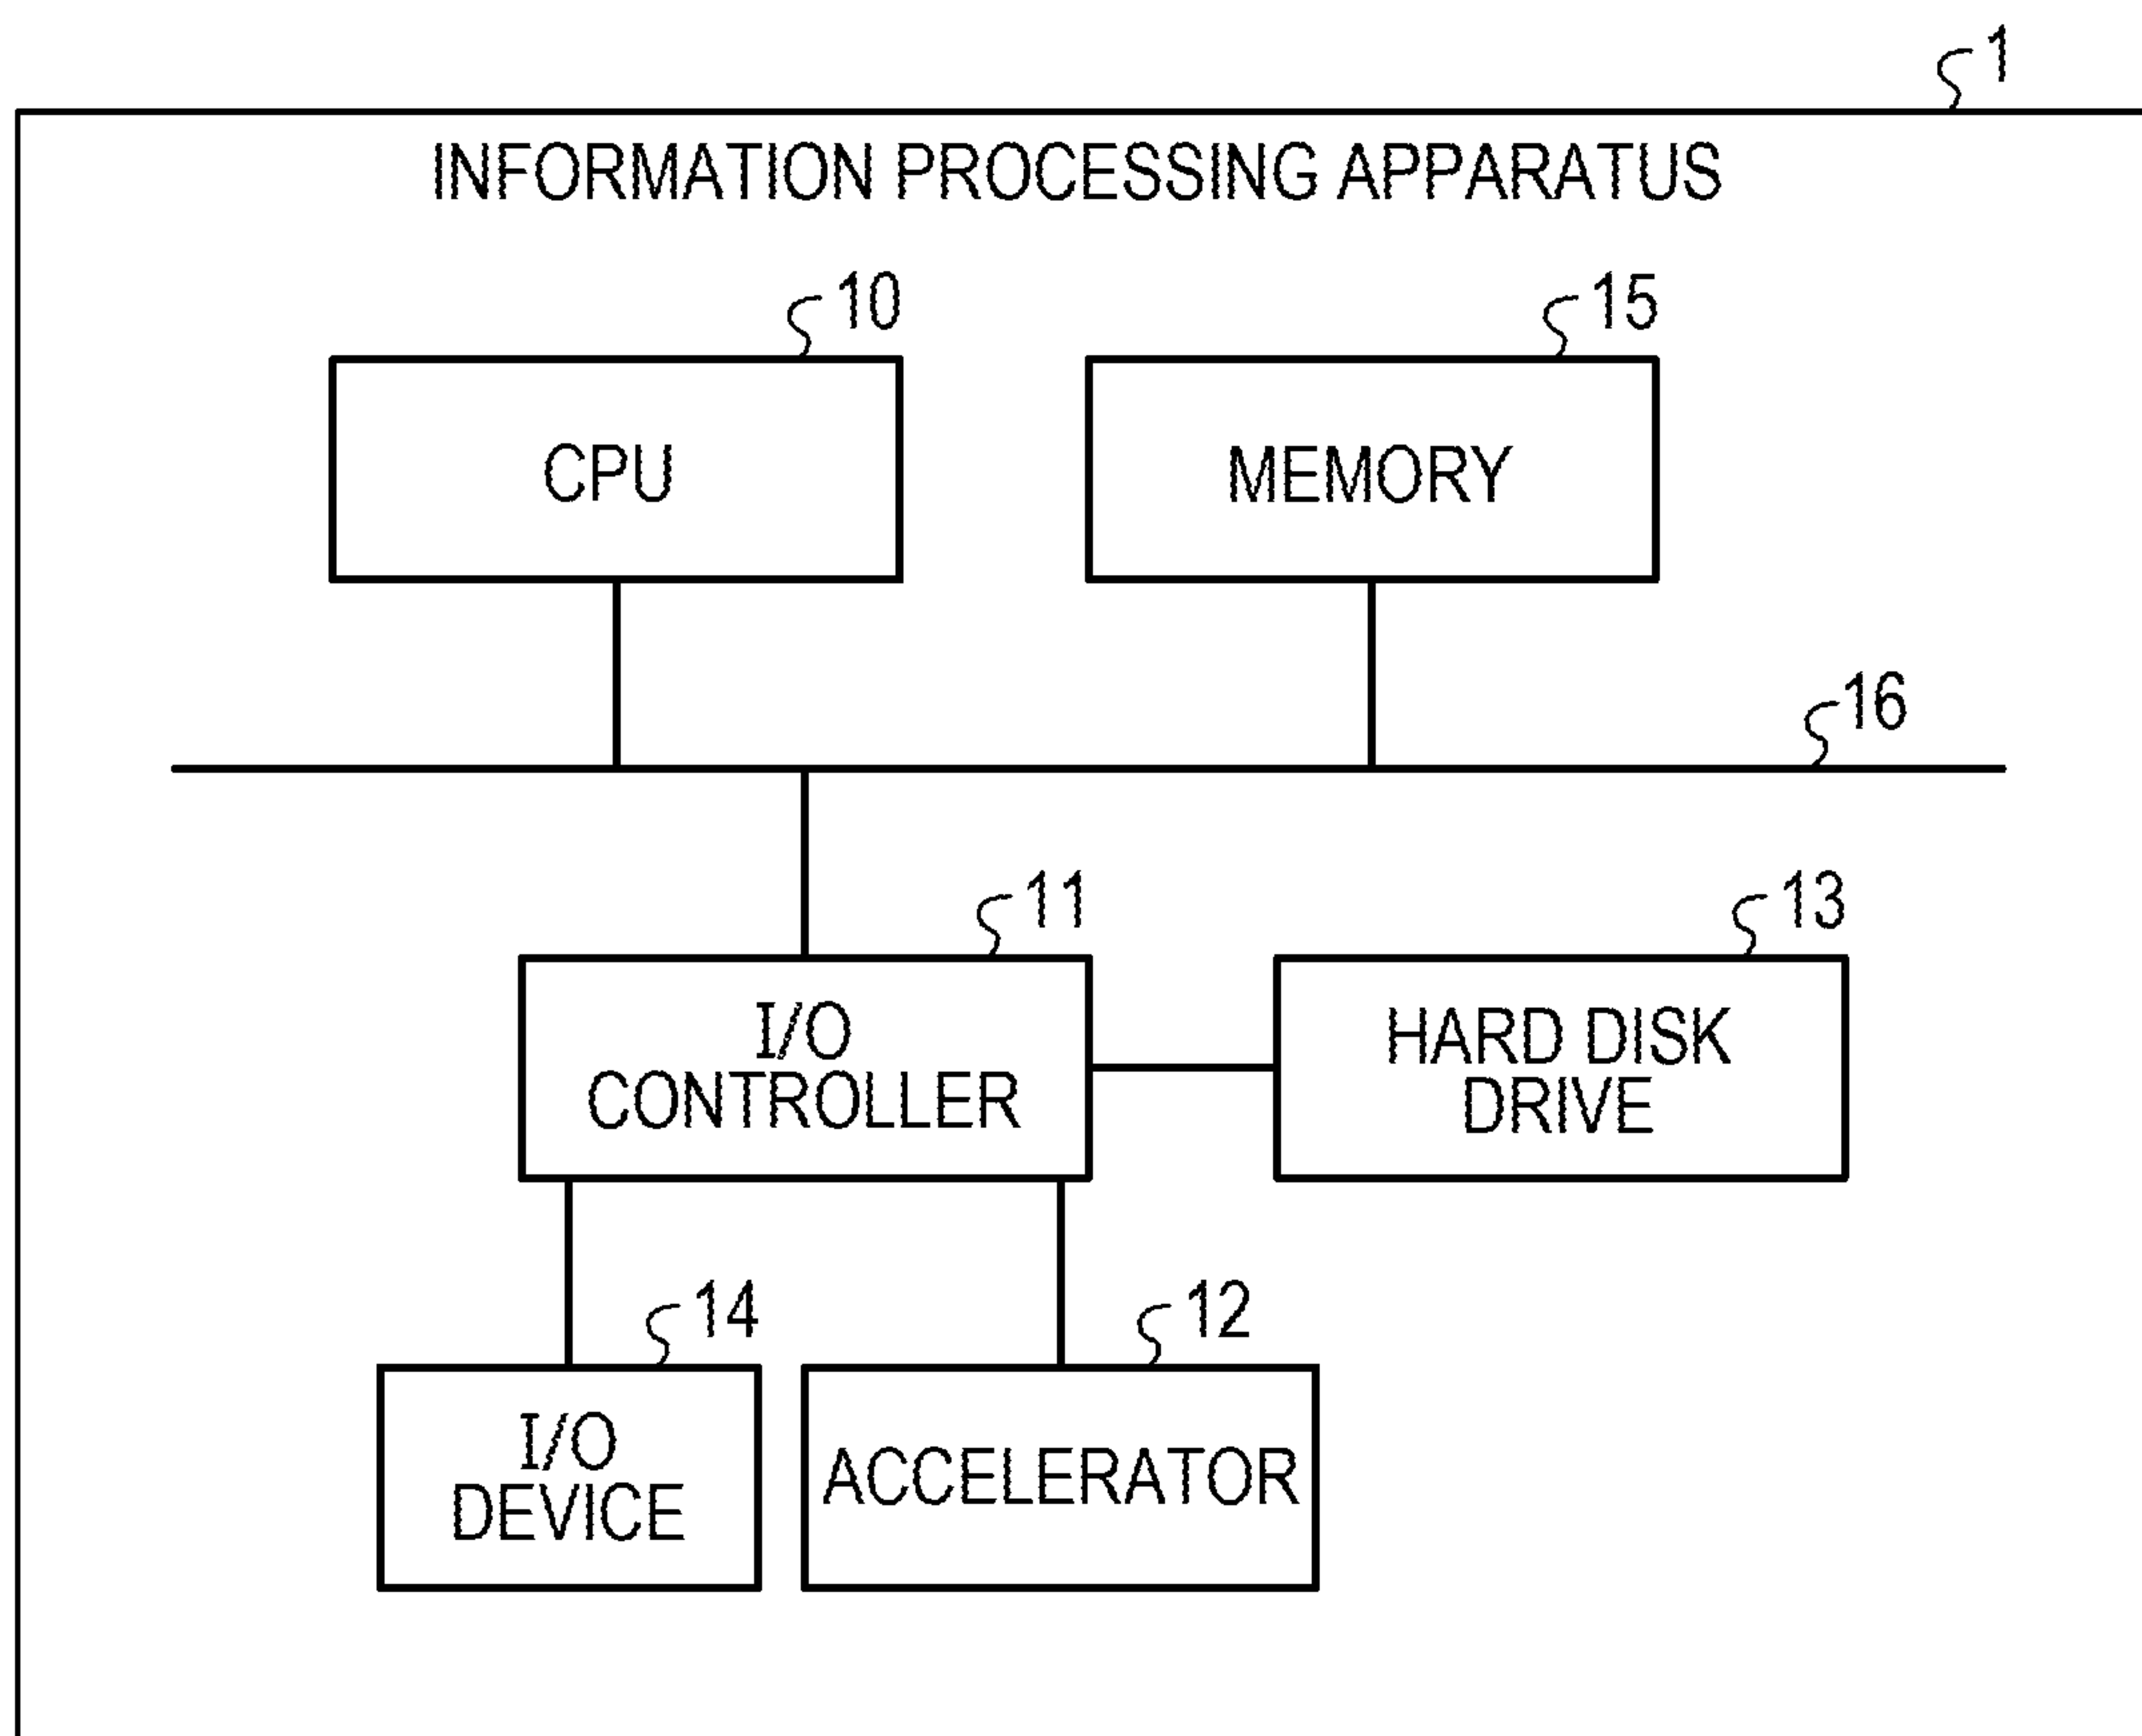 1
INFORMATION PROCESSING APPARATUS
10
15
CPU
MEMORY
16
11
13
I/O
CONTROLLER
HARD DISK
DRIVE
14
12
I/O
DEVICE
ACCELERATOR